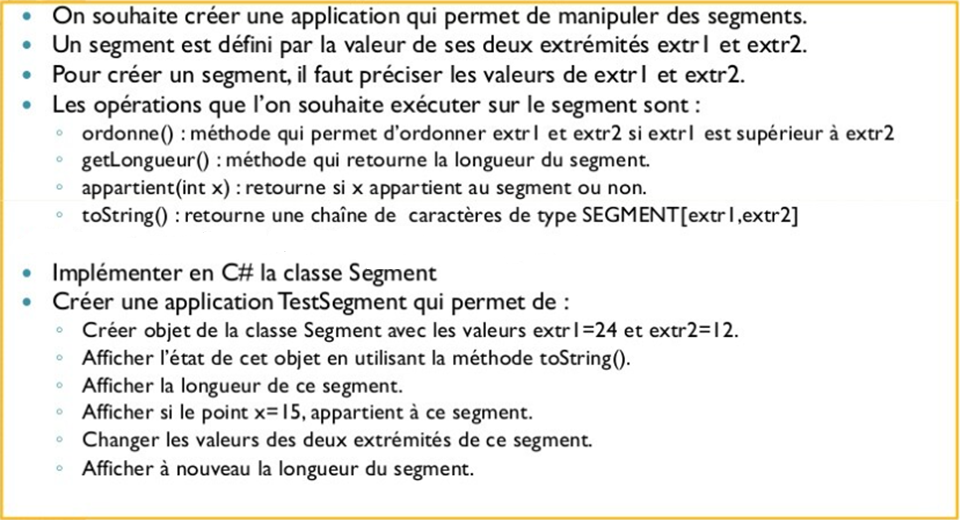 • On souhaite créer une application qui permet de manipuler des segments.
• Un segment est défini par la valeur de ses deux extrémités extr1 et extr2.
• Pour créer un segment, il faut préciser les valeurs de extr1 et extr2.
• Les opérations que l'on souhaite exécuter sur le segment sont :
◦ ordonne() : méthode qui permet d'ordonner extr1 et extr2 si extr1 est supérieur à extr2
◦ getLongueur() : méthode qui retourne la longueur du segment.
◦ appartient(int x) : retourne si x appartient au segment ou non.
◦ toString() : retourne une chaîne de caractères de type SEGMENT[extr1,extr2]
• Implémenter en C# la classe Segment
• Créer une application TestSegment qui permet de :
◦ Créer objet de la classe Segment avec les valeurs extr1=24 et extr2=12.
◦ Afficher l'état de cet objet en utilisant la méthode toString().
◦ Afficher la longueur de ce segment.
◦ Afficher si le point x=15, appartient à ce segment.
◦ Changer les valeurs des deux extrémités de ce segment.
◦ Afficher à nouveau la longueur du segment.